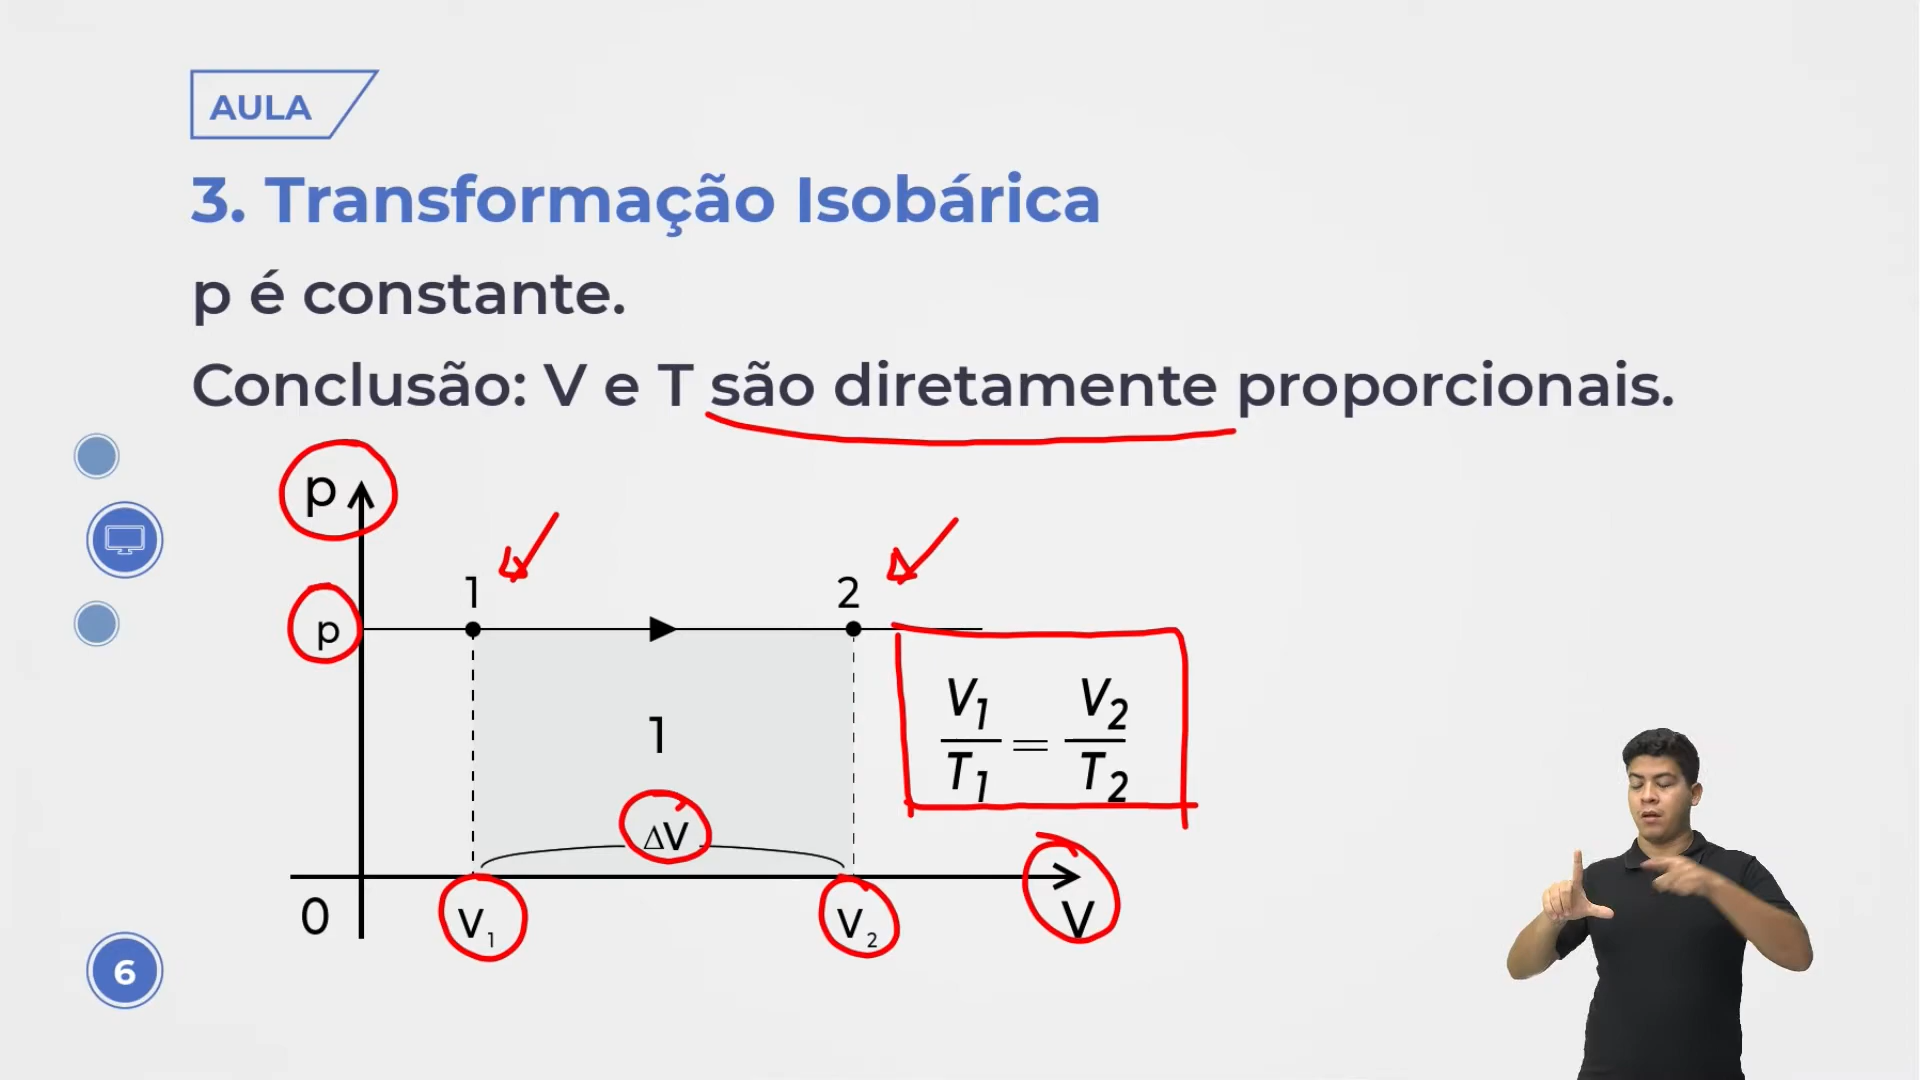 AULA
3. Transformação Isobárica
p é constante.
Conclusão: V e T são diretamente proporcionais.
p
1
2
p
V₁ / T₁ = V₂ / T₂
1
ΔV
0
V₁
V₂
V
6